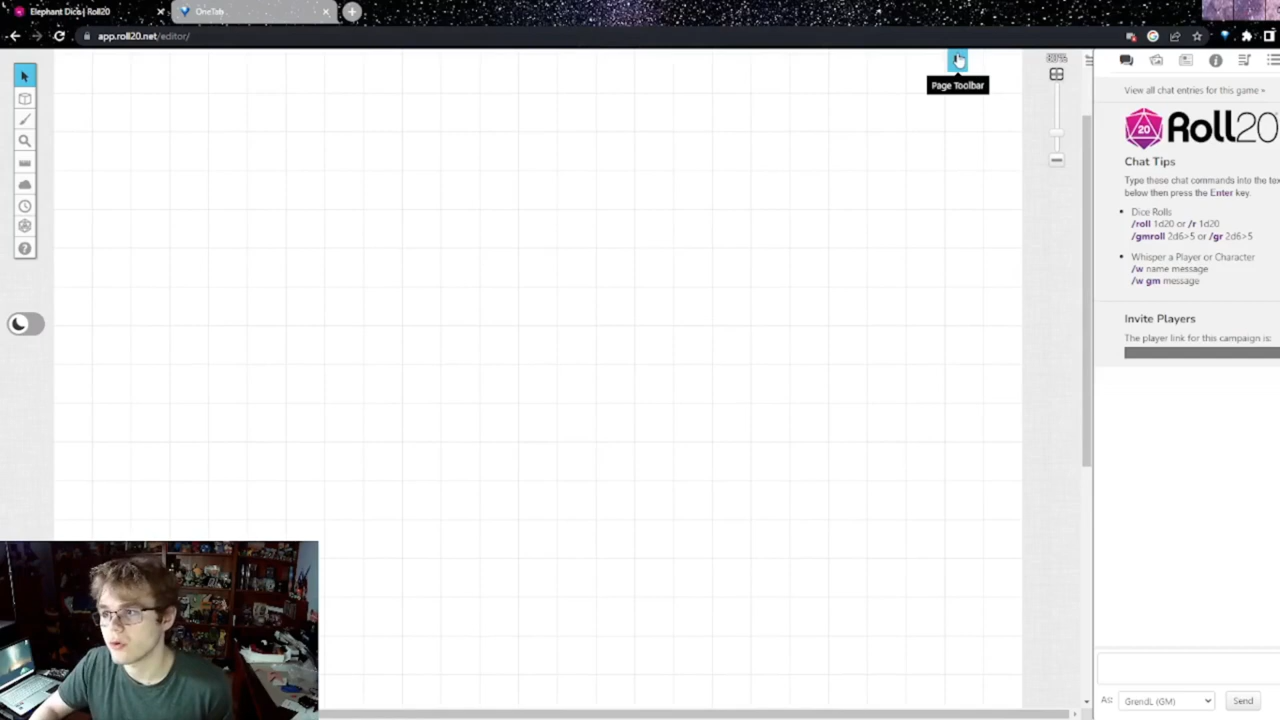 Elephant Dics | Roll20
OneTab
app.roll20.net/editor/
Page Toolbar
View all chat entries for this game »
20
Roll20
Chat Tips
Type these chat commands into the tex
below then press the Enter key.
Dice Rolls
/roll 1d20 or /r 1d20
/gmroll 2d6>5 or /gr 2d6>5
Whisper a Player or Character
/w name message
/w gm message
Invite Players
The player link for this campaign is:
As:
GrendL (GM)
Send